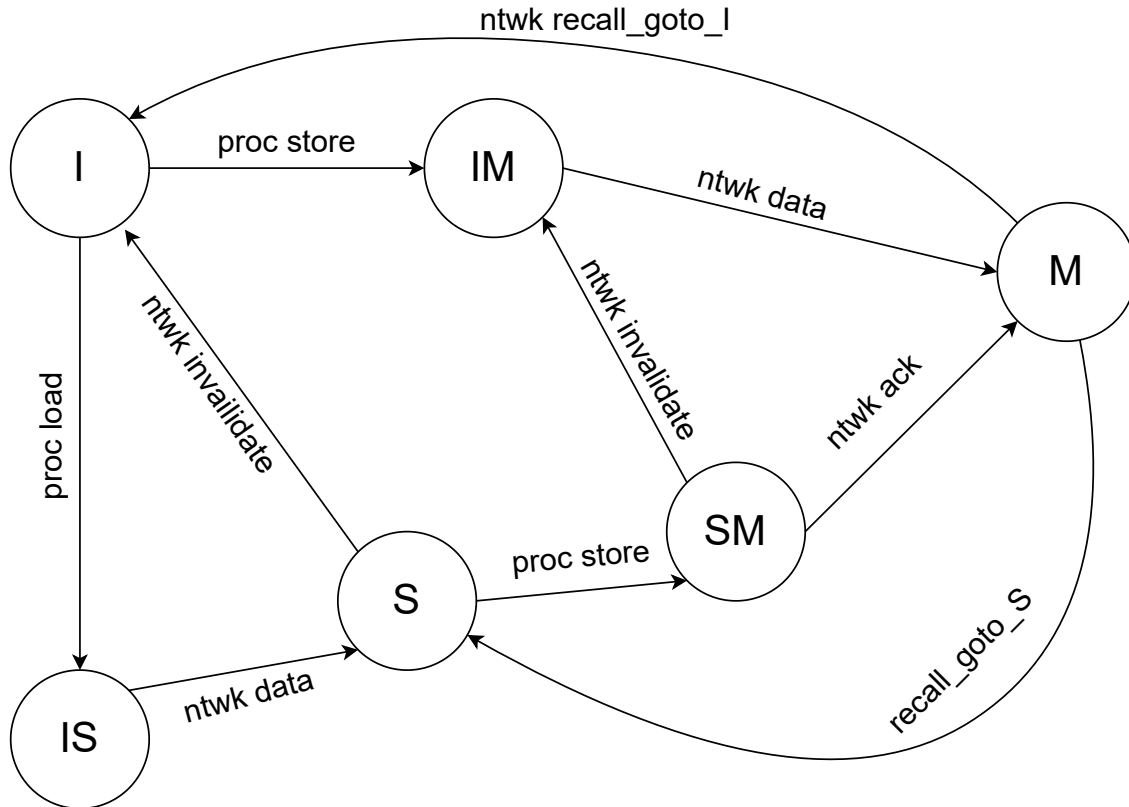 ntwk recall_goto_I
I
proc store
IM
ntwk data
M
ntwk invailidate
ntwk invalidate
proc load
ntwk ack
S
proc store
SM
recall_goto_S
IS
ntwk data